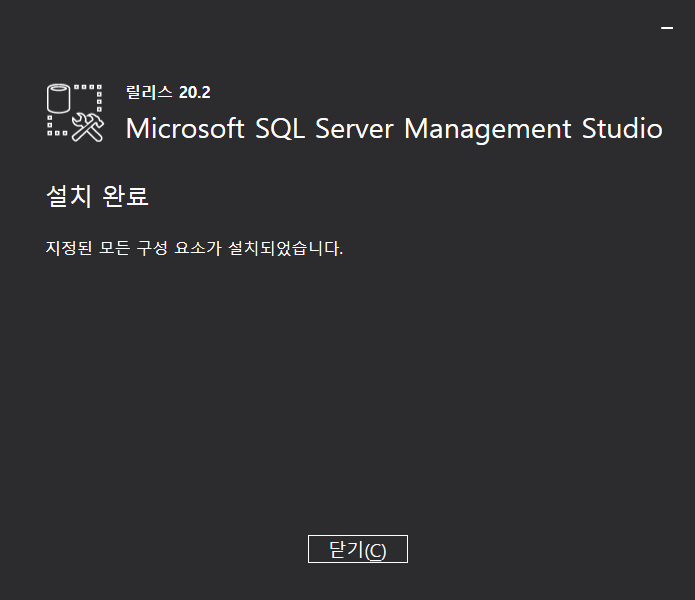 릴리스 20.2
Microsoft SQL Server Management Studio
설치 완료
지정된 모든 구성 요소가 설치되었습니다.
닫기(C)